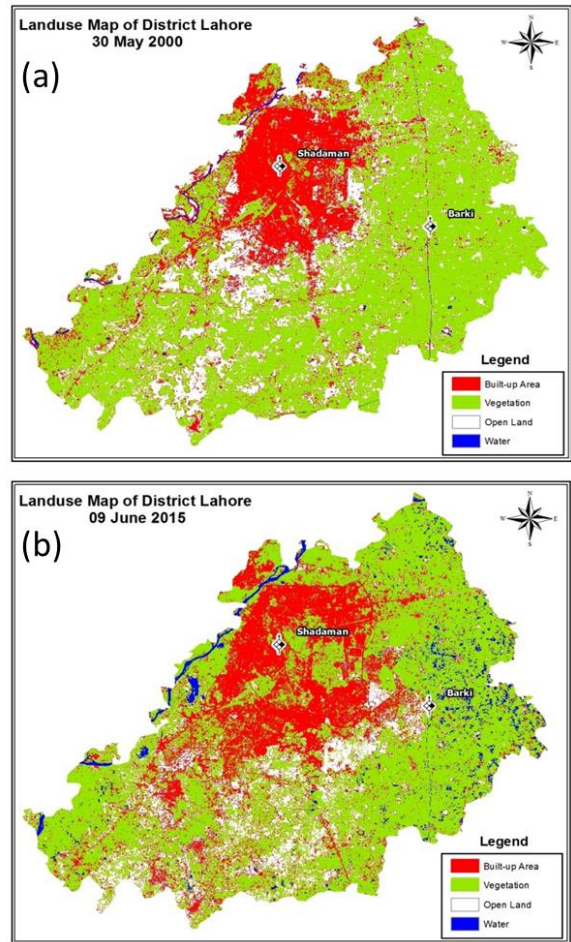 Landuse Map of District Lahore
30 May 2000
(a)
N
W
E
S
Shadaman
Barki
Legend
Built-up Area
Vegetation
Open Land
Water
Landuse Map of District Lahore
09 June 2015
(b)
N
W
E
S
Shadaman
Barki
Legend
Built-up Area
Vegetation
Open Land
Water